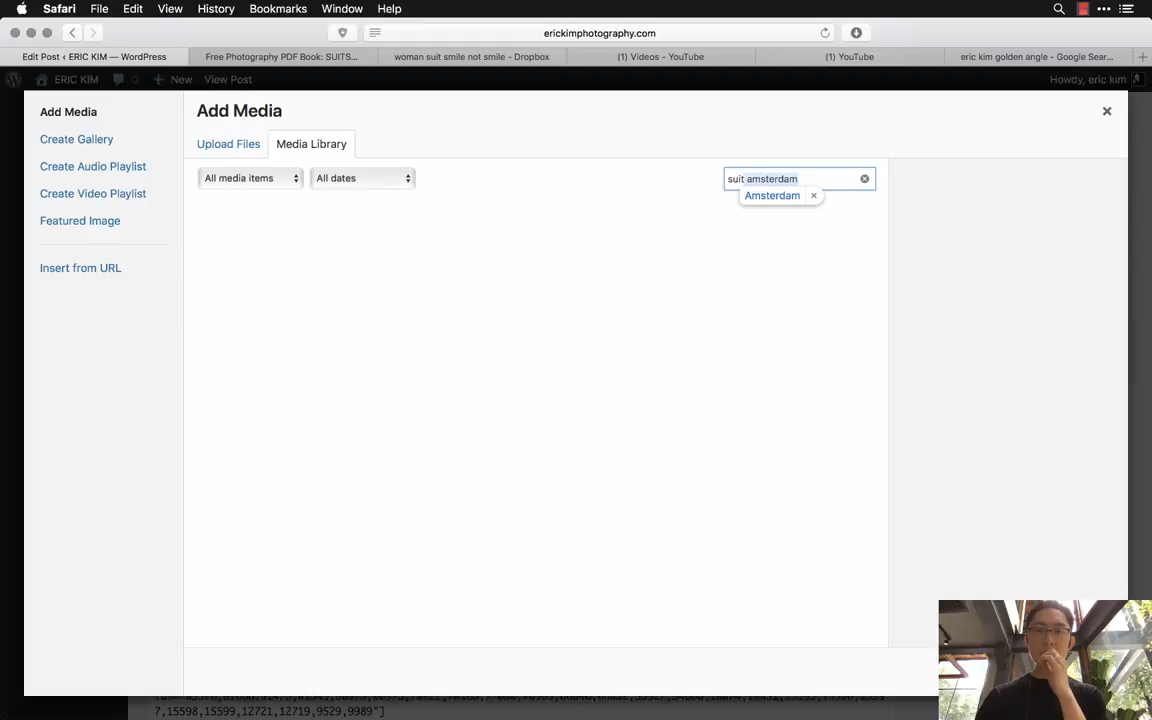 Safari File Edit View History Bookmarks Window Help
erickimphotography.com
Edit Post ‹ ERIC KIM — WordPress
Free Photography PDF Book: SUITS...
woman suit smile not smile - Dropbox
(1) Videos - YouTube
(1) YouTube
eric kim golden angle - Google Sear...
ERIC KIM
New
View Post
Howdy, eric kim
Add Media
Create Gallery
Create Audio Playlist
Create Video Playlist
Featured Image
Insert from URL
Add Media
Upload Files
Media Library
All media items
All dates
suit amsterdam
Amsterdam
7,15598,15599,12721,12719,9529,9989"]